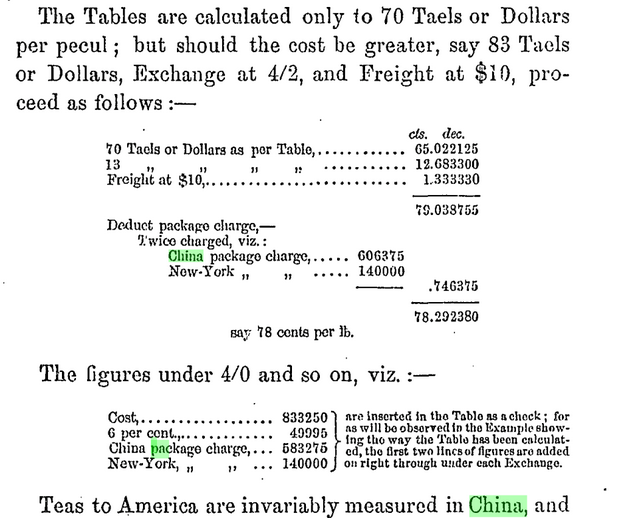 The Tables are calculated only to 70 Taels or Dollars
per pecul ; but should the cost be greater, say 83 Taels
or Dollars, Exchange at 4/2, and Freight at $10, pro-
ceed as follows :—
cts. dec.
70 Taels or Dollars as per Table,............ 65.022125
13 „ „ „ „ ............ 12.683300
Freight at $10,.............................. 1.333330
79.038755
Deduct package charge,—
Twice charged, viz. :
China package charge,..... 606375
New-York „ „ ..... 140000
.746375
78.292380
say 78 cents per lb.
The figures under 4/0 and so on, viz. :—
Cost,.................. 833250
6 per cent.,............ 49995
China package charge,... 583275
New-York, „ „ ... 140000
are inserted in the Table as a check ; for
as will be observed in the Example show-
ing the way the Table has been calculat-
ed, the first two lines of figures are added
on right through under each Exchange.
Teas to America are invariably measured in China, and